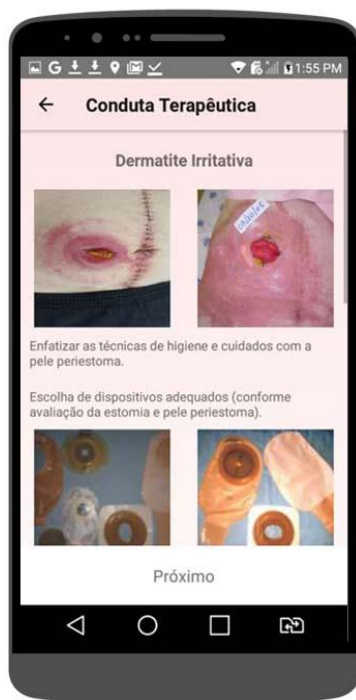 1:55 PM
Conduta Terapêutica
Dermatite Irritativa
Enfatizar as técnicas de higiene e cuidados com a
pele periestoma.
Escolha de dispositivos adequados (conforme
avaliação da estomia e pele periestoma).
Próximo